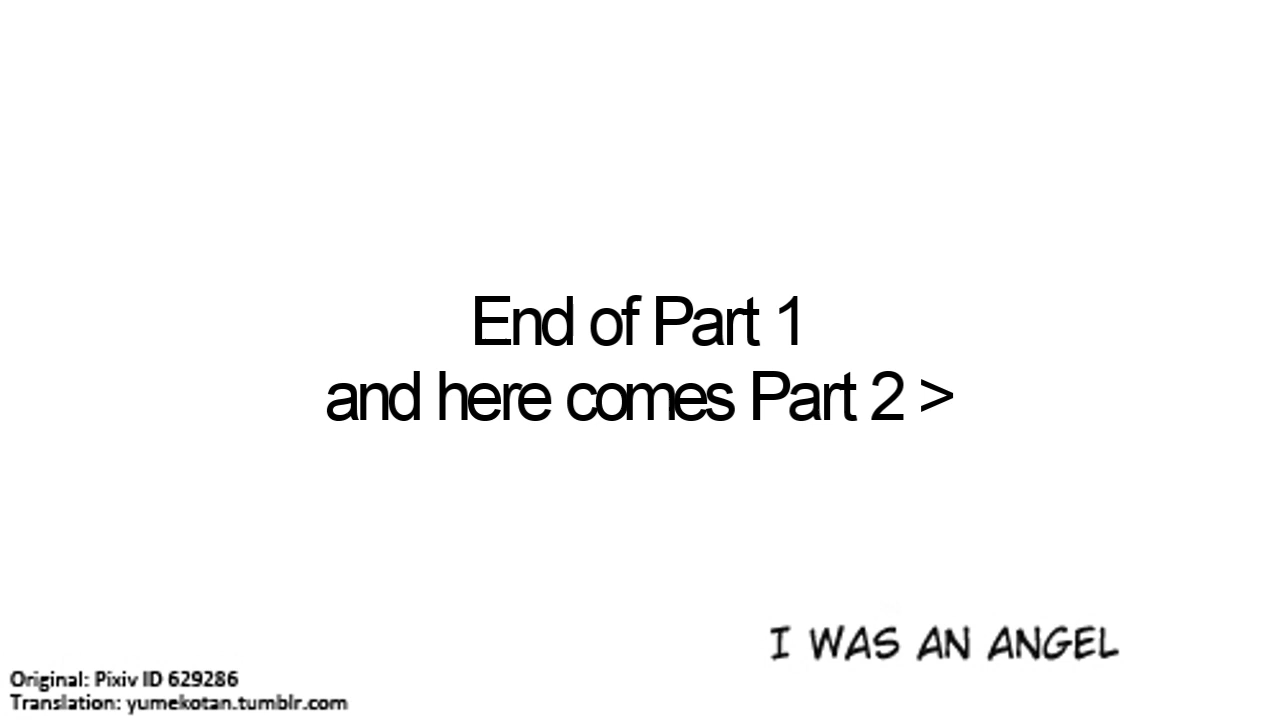 End of Part 1
and here comes Part 2 >
I WAS AN ANGEL
Original: Pixiv ID 629286
Translation: yumekotan.tumblr.com